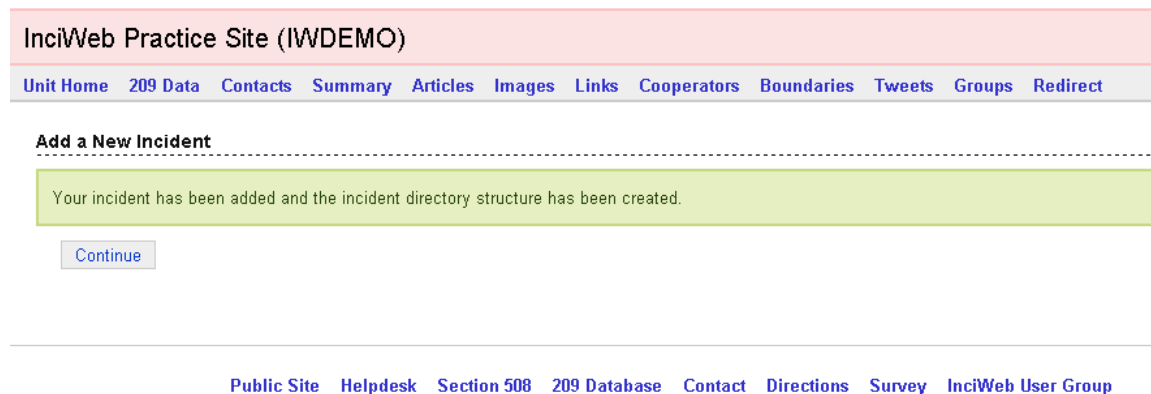 InciWeb Practice Site (IWDEMO)
Unit Home 209 Data Contacts Summary Articles Images Links Cooperators Boundaries Tweets Groups Redirect
Add a New Incident
Your incident has been added and the incident directory structure has been created.
Continue
Public Site Helpdesk Section 508 209 Database Contact Directions Survey InciWeb User Group